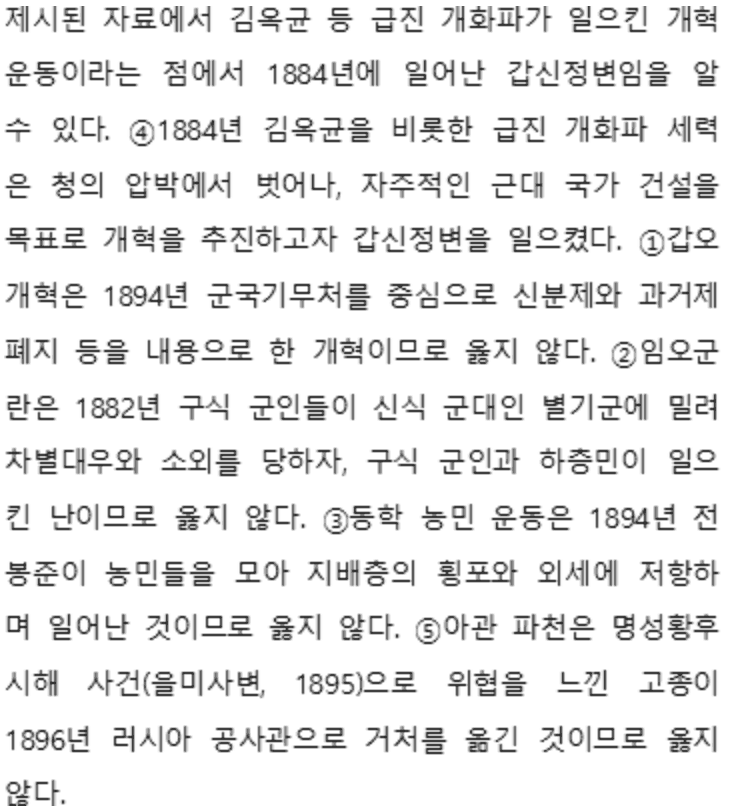 제시된 자료에서 김옥균 등 급진 개화파가 일으킨 개혁
운동이라는 점에서 1884년에 일어난 갑신정변임을 알
수 있다. ④1884년 김옥균을 비롯한 급진 개화파 세력
은 청의 압박에서 벗어나, 자주적인 근대 국가 건설을
목표로 개혁을 추진하고자 갑신정변을 일으켰다. ①갑오
개혁은 1894년 군국기무처를 중심으로 신분제와 과거제
폐지 등을 내용으로 한 개혁이므로 옳지 않다. ②임오군
란은 1882년 구식 군인들이 신식 군대인 별기군에 밀려
차별대우와 소외를 당하자, 구식 군인과 하층민이 일으
킨 난이므로 옳지 않다. ③동학 농민 운동은 1894년 전
봉준이 농민들을 모아 지배층의 횡포와 외세에 저항하
며 일어난 것이므로 옳지 않다. ⑤아관 파천은 명성황후
시해 사건(을미사변, 1895)으로 위협을 느낀 고종이
1896년 러시아 공사관으로 거처를 옮긴 것이므로 옳지
않다.